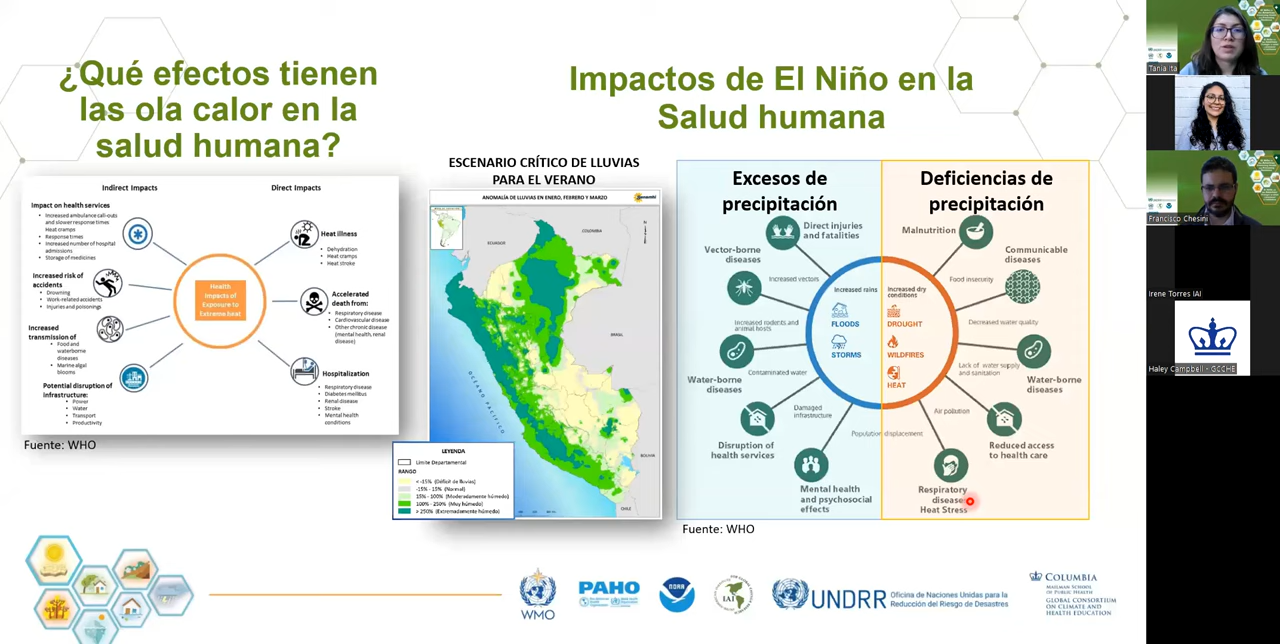 ¿Qué efectos tienen
las ola calor en la
salud humana?
Indirect Impacts
Direct Impacts
Impact on health services
• Increased ambulance call-outs
and slower response times
Heat cramps
• Response times
• Increased number of hospital
admissions
• Storage of medicines
Increased risk of
accidents
• Drowning
• Work-related accidents
• Injuries and poisonings
Increased
transmission of
• Food and
waterborne
diseases
• Marine algal
blooms
Potential disruption of
infrastructure:
• Power
• Water
• Transport
• Productivity
Health
Impacts of
Exposure to
Extreme heat
Heat illness
• Dehydration
• Heat cramps
• Heat stroke
Accelerated
death from:
• Respiratory disease
• Cardiovascular disease
• Other chronic disease
(mental health, renal
disease)
Hospitalization
• Respiratory disease
• Diabetes mellitus
• Renal disease
• Stroke
• Mental health
conditions
Fuente: WHO
Impactos de El Niño en la
Salud humana
ESCENARIO CRÍTICO DE LLUVIAS
PARA EL VERANO
ANOMALÍA DE LLUVIAS EN ENERO, FEBRERO Y MARZO
ECUADOR
COLOMBIA
BRASIL
BOLIVIA
CHILE
OCÉANO PACÍFICO
LEYENDA
Límite Departamental
RANGO
< -15% (Déficit de lluvias)
-15% - 15% (Normal)
15% - 100% (Moderadamente húmedo)
100% - 250% (Muy húmedo)
> 250% (Extremadamente húmedo)
Excesos de
precipitación
Deficiencias de
precipitación
Direct injuries
and fatalities
Vector-borne
diseases
Increased vectors
Increased rodents and
animal hosts
Water-borne
diseases
Contaminated water
Disruption of
health services
Damaged
infrastructure
Population displacement
Mental health
and psychosocial
effects
Increased rains
FLOODS
STORMS
Increased dry
conditions
DROUGHT
WILDFIRES
HEAT
Malnutrition
Food insecurity
Communicable
diseases
Decreased water quality
Water-borne
diseases
Lack of water supply
and sanitation
Reduced access
to health care
Air pollution
Respiratory
disease
Heat Stress
Fuente: WHO
WMO
PAHO
NOAA
IAI
UNDRR
Oficina de Naciones Unidas para la
Reducción del Riesgo de Desastres
COLUMBIA
MAILMAN SCHOOL
OF PUBLIC HEALTH
GLOBAL CONSORTIUM
ON CLIMATE AND
HEALTH EDUCATION
Tania Ita
Francisco Chesini
Irene Torres IAI
Haley Campbell - GCCHE